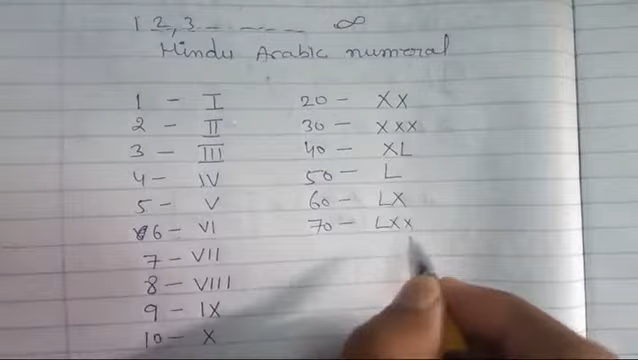 1 2, 3 - - - - - - - ∞
Hindu Arabic numeral
1 - I
2 - II
3 - III
4 - IV
5 - V
6 - VI
7 - VII
8 - VIII
9 - IX
10 - X
20 - XX
30 - XXX
40 - XL
50 - L
60 - LX
70 - LXX